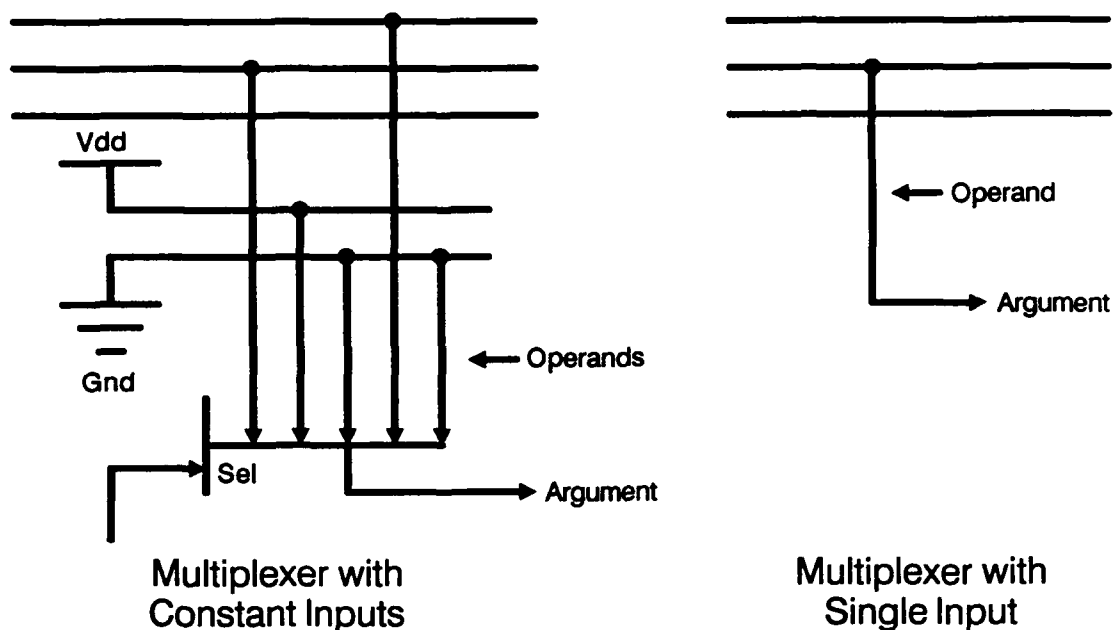 Vdd
Gnd
Operands
Sel
Argument
Multiplexer with
Constant Inputs
Operand
Argument
Multiplexer with
Single Input